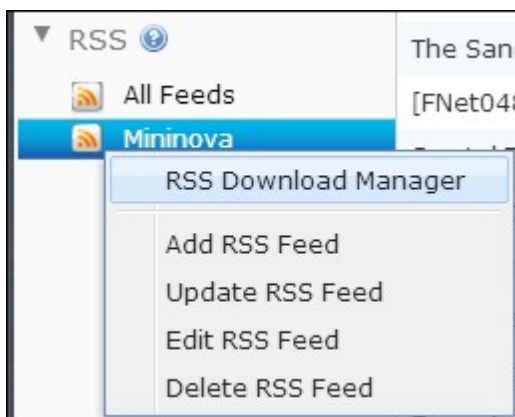 RSS
The San
All Feeds
[FNet048
Mininova
RSS Download Manager
Add RSS Feed
Update RSS Feed
Edit RSS Feed
Delete RSS Feed